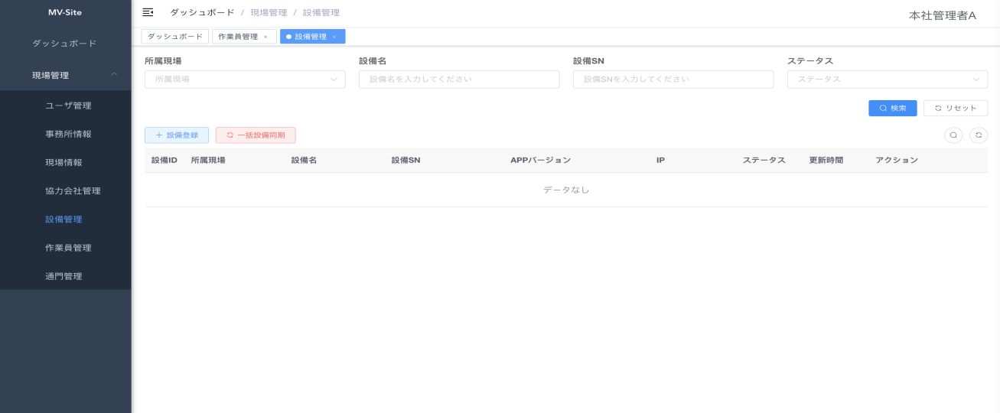 MV-Site
ダッシュボード
現場管理
ユーザ管理
事務所情報
現場情報
協力会社管理
設備管理
作業員管理
通門管理
ダッシュボード / 現場管理 / 設備管理
本社管理者A
ダッシュボード 作業員管理 × 設備管理 ×
所属現場 設備名 設備SN ステータス
所属現場 設備名を入力してください 設備SNを入力してください ステータス
検索 リセット
+ 設備登録 一括設備同期
設備ID 所属現場 設備名 設備SN APPバージョン IP ステータス 更新時間 アクション
データなし